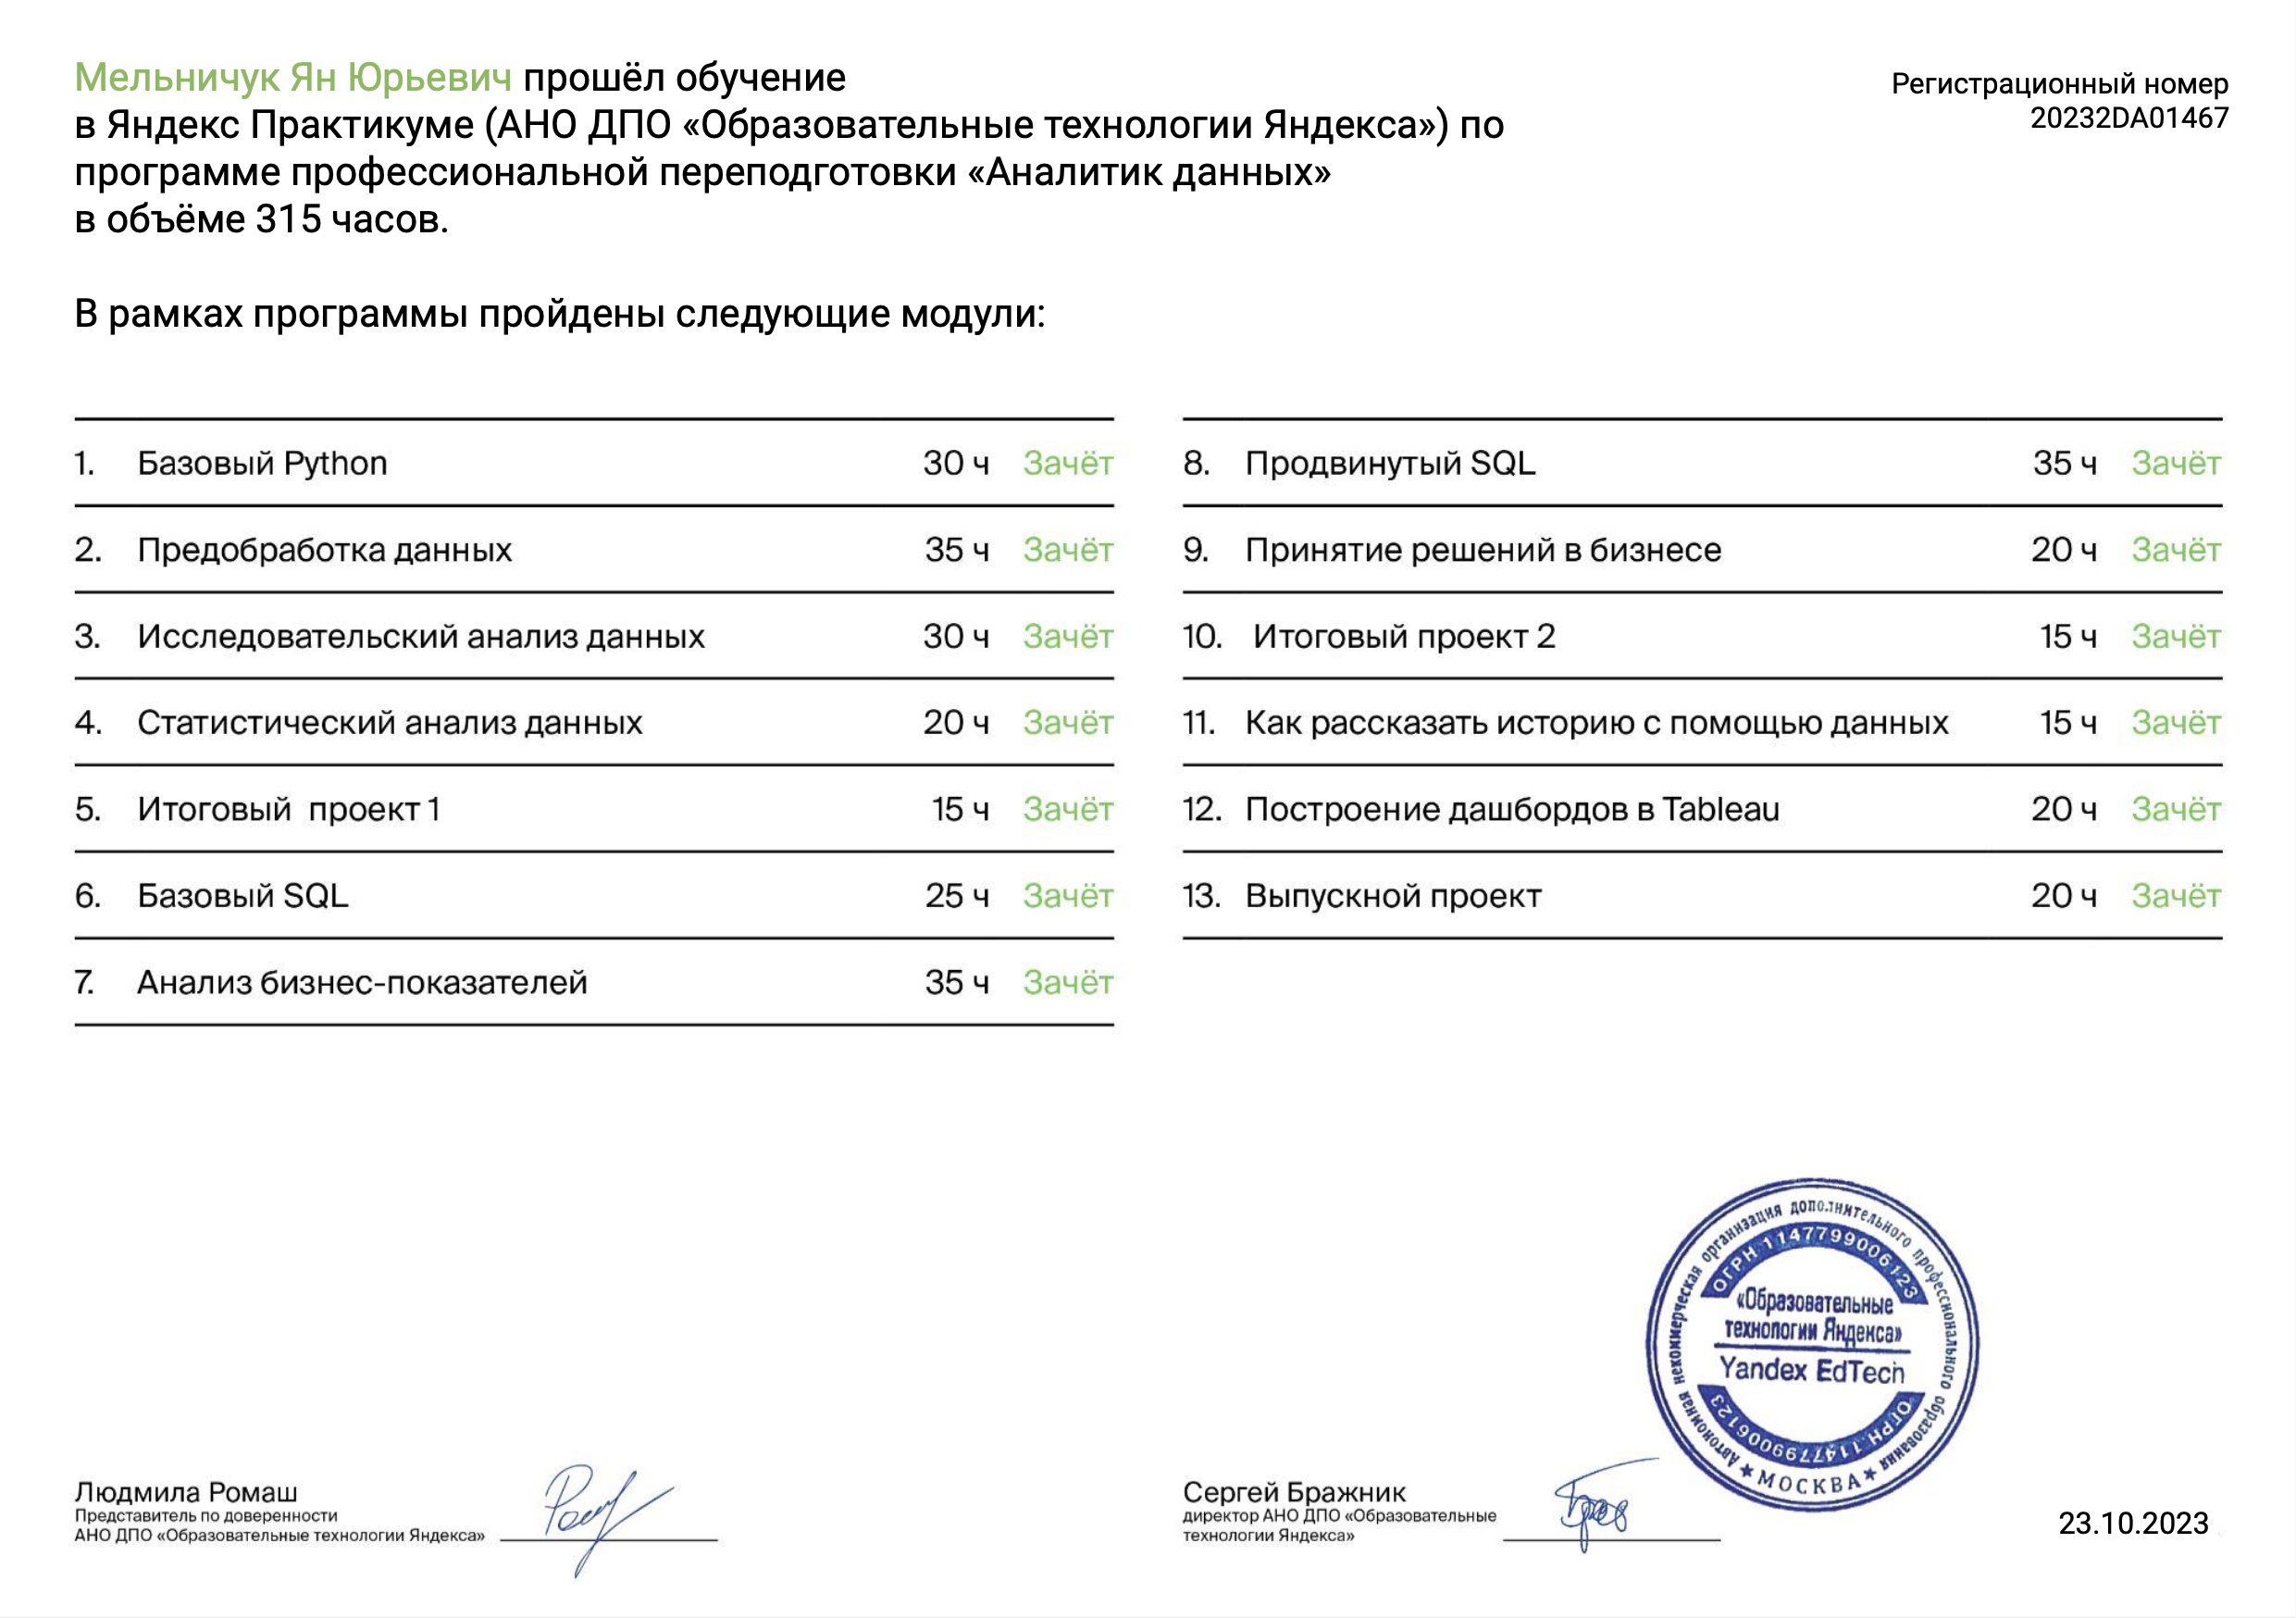 Мельничук Ян Юрьевич прошёл обучение
в Яндекс Практикуме (АНО ДПО «Образовательные технологии Яндекса») по
программе профессиональной переподготовки «Аналитик данных»
в объёме 315 часов.
Регистрационный номер
20232DA01467
В рамках программы пройдены следующие модули:
1. Базовый Python 30 ч Зачёт
2. Предобработка данных 35 ч Зачёт
3. Исследовательский анализ данных 30 ч Зачёт
4. Статистический анализ данных 20 ч Зачёт
5. Итоговый проект 1 15 ч Зачёт
6. Базовый SQL 25 ч Зачёт
7. Анализ бизнес-показателей 35 ч Зачёт
8. Продвинутый SQL 35 ч Зачёт
9. Принятие решений в бизнесе 20 ч Зачёт
10. Итоговый проект 2 15 ч Зачёт
11. Как рассказать историю с помощью данных 15 ч Зачёт
12. Построение дашбордов в Tableau 20 ч Зачёт
13. Выпускной проект 20 ч Зачёт
Автономная некоммерческая организация дополнительного профессионального образования
ОГРН 1147799006123
«Образовательные
технологии Яндекса»
Yandex EdTech
ОГРН 1147799006123
★ МОСКВА ★
Людмила Ромаш
Представитель по доверенности
АНО ДПО «Образовательные технологии Яндекса»
Сергей Бражник
директор АНО ДПО «Образовательные
технологии Яндекса»
23.10.2023